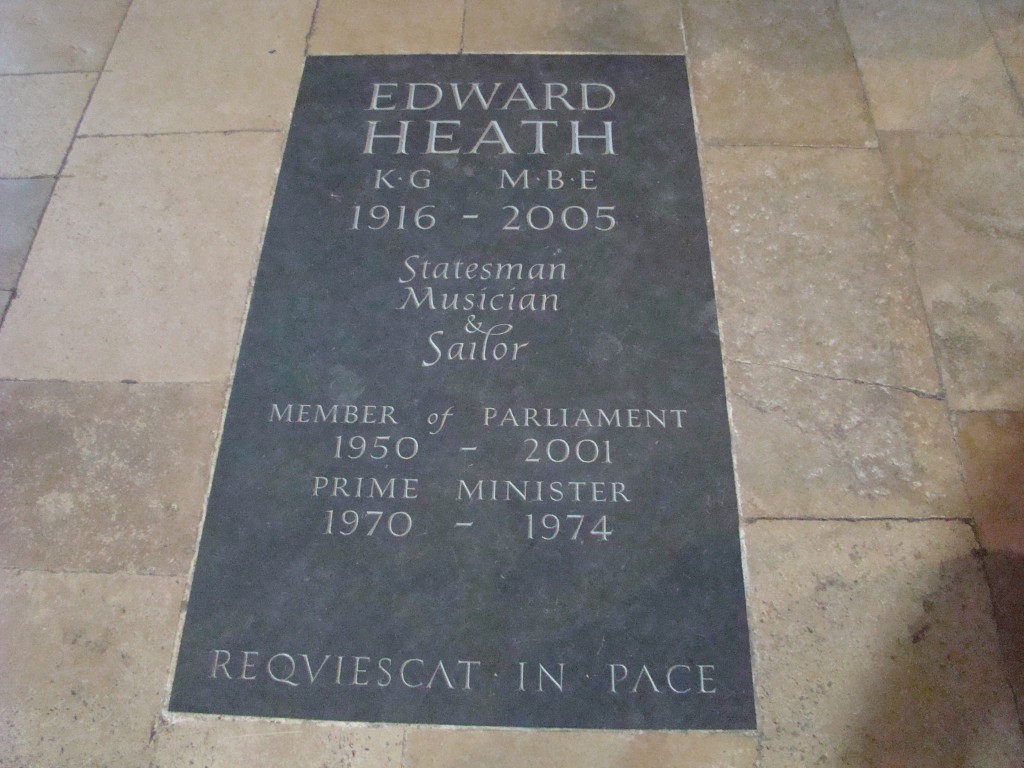 EDWARD
HEATH
K·G M·B·E
1916 - 2005
Statesman
Musician
&
Sailor
MEMBER of PARLIAMENT
1950 - 2001
PRIME MINISTER
1970 - 1974
REQVIESCAT · IN · PACE